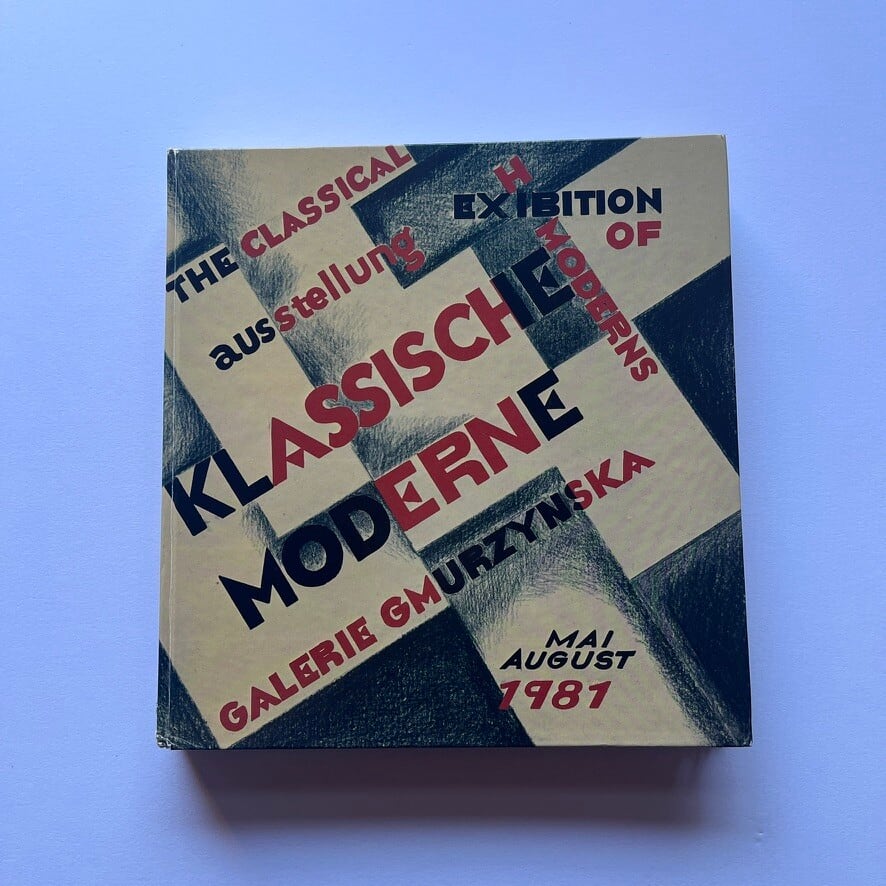 THE CLASSICAL
H
EXIBITION
OF
MODERNS
ausstellung
KLASSISCHE
MODERNE
GALERIE GMURZYNSKA
MAI
AUGUST
1981